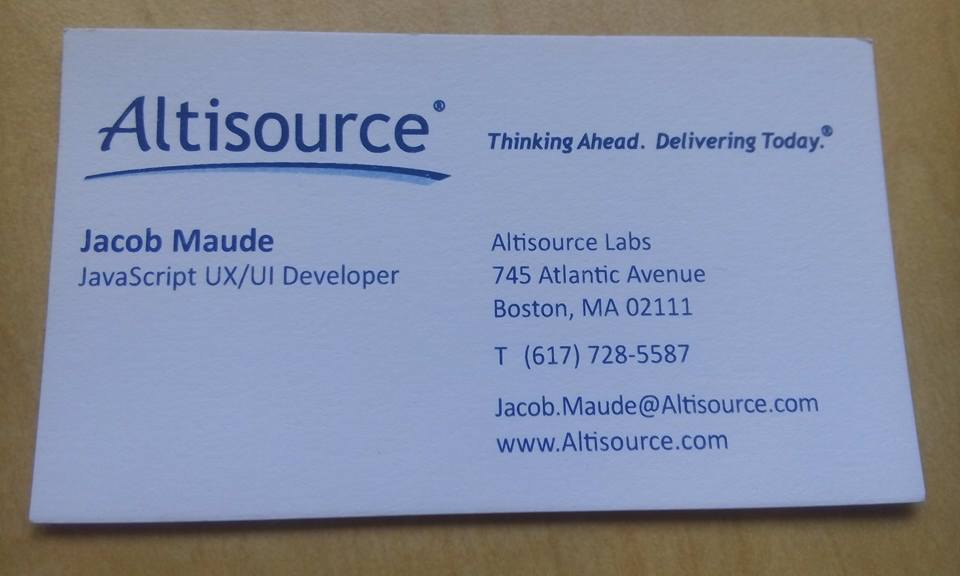 Altisource®
Thinking Ahead. Delivering Today.®
Jacob Maude
JavaScript UX/UI Developer
Altisource Labs
745 Atlantic Avenue
Boston, MA 02111
T (617) 728-5587
Jacob.Maude@Altisource.com
www.Altisource.com